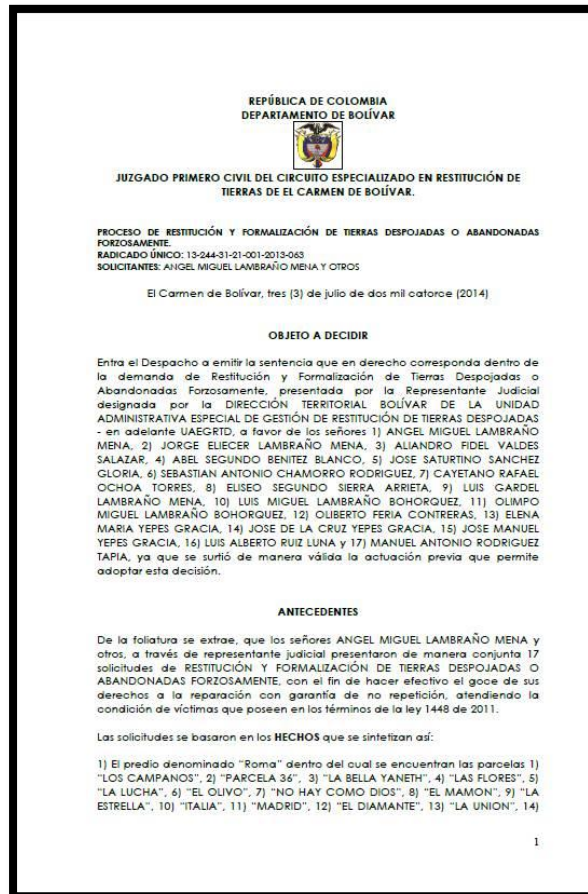 REPÚBLICA DE COLOMBIA
DEPARTAMENTO DE BOLÍVAR
JUZGADO PRIMERO CIVIL DEL CIRCUITO ESPECIALIZADO EN RESTITUCIÓN DE
TIERRAS DE EL CARMEN DE BOLÍVAR.
PROCESO DE RESTITUCIÓN Y FORMALIZACIÓN DE TIERRAS DESPOJADAS O ABANDONADAS
FORZOSAMENTE.
RADICADO ÚNICO: 13-244-31-21-001-2013-063
SOLICITANTES: ANGEL MIGUEL LAMBRAÑO MENA Y OTROS
El Carmen de Bolívar, tres (3) de julio de dos mil catorce (2014)
OBJETO A DECIDIR
Entra el Despacho a emitir la sentencia que en derecho corresponda dentro de
la demanda de Restitución y Formalización de Tierras Despojadas o
Abandonadas Forzosamente, presentada por la Representante Judicial
designada por la DIRECCIÓN TERRITORIAL BOLÍVAR DE LA UNIDAD
ADMINISTRATIVA ESPECIAL DE GESTIÓN DE RESTITUCIÓN DE TIERRAS DESPOJADAS
- en adelante UAEGRTD, a favor de los señores 1) ANGEL MIGUEL LAMBRAÑO
MENA, 2) JORGE ELIECER LAMBRAÑO MENA, 3) ALIANDRO FIDEL VALDES
SALAZAR, 4) ABEL SEGUNDO BENITEZ BLANCO, 5) JOSE SATURTINO SANCHEZ
GLORIA, 6) SEBASTIAN ANTONIO CHAMORRO RODRIGUEZ, 7) CAYETANO RAFAEL
OCHOA TORRES, 8) ELISEO SEGUNDO SIERRA ARRIETA, 9) LUIS GARDEL
LAMBRAÑO MENA, 10) LUIS MIGUEL LAMBRAÑO BOHORQUEZ, 11) OLIMPO
MIGUEL LAMBRAÑO BOHORQUEZ, 12) OLIBERTO FERIA CONTRERAS, 13) ELENA
MARIA YEPES GRACIA, 14) JOSE DE LA CRUZ YEPES GRACIA, 15) JOSE MANUEL
YEPES GRACIA, 16) LUIS ALBERTO RUIZ LUNA y 17) MANUEL ANTONIO RODRIGUEZ
TAPIA, ya que se surtió de manera válida la actuación previa que permite
adoptar esta decisión.
ANTECEDENTES
De la foliatura se extrae, que los señores ANGEL MIGUEL LAMBRAÑO MENA y
otros, a través de representante judicial presentaron de manera conjunta 17
solicitudes de RESTITUCIÓN Y FORMALIZACIÓN DE TIERRAS DESPOJADAS O
ABANDONADAS FORZOSAMENTE, con el fin de hacer efectivo el goce de sus
derechos a la reparación con garantía de no repetición, atendiendo la
condición de víctimas que poseen en los términos de la ley 1448 de 2011.
Las solicitudes se basaron en los HECHOS que se sintetizan así:
1) El predio denominado "Roma" dentro del cual se encuentran las parcelas 1)
"LOS CAMPANOS", 2) "PARCELA 36", 3) "LA BELLA YANETH", 4) "LAS FLORES", 5)
"LA LUCHA", 6) "EL OLIVO", 7) "NO HAY COMO DIOS", 8) "EL MAMON", 9) "LA
ESTRELLA", 10) "ITALIA", 11) "MADRID", 12) "EL DIAMANTE", 13) "LA UNION", 14)
1